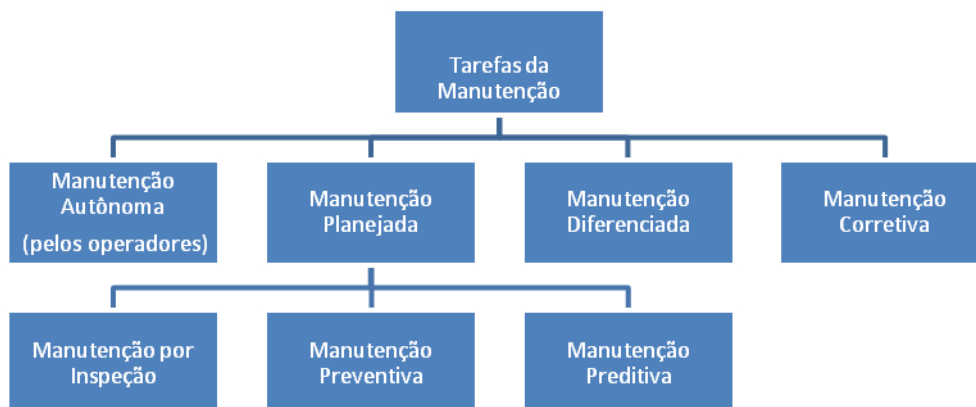 Tarefas da
Manutenção
Manutenção
Autônoma
(pelos operadores)
Manutenção
Planejada
Manutenção
Diferenciada
Manutenção
Corretiva
Manutenção por
Inspeção
Manutenção
Preventiva
Manutenção
Preditiva